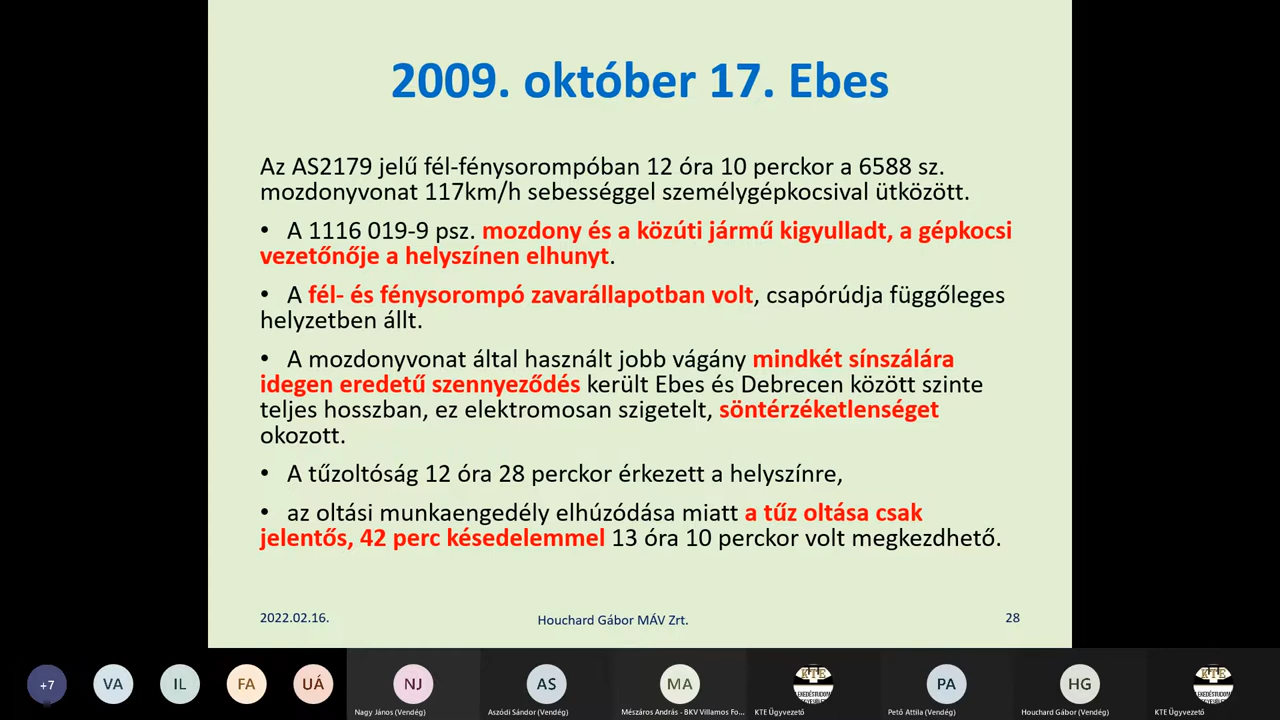 2009. október 17. Ebes
Az AS2179 jelű fél-fénysorompóban 12 óra 10 perckor a 6588 sz.
mozdonyvonat 117km/h sebességgel személygépkocsival ütközött.
• A 1116 019-9 psz. mozdony és a közúti jármű kigyulladt, a gépkocsi
vezetőnője a helyszínen elhunyt.
• A fél- és fénysorompó zavarállapotban volt, csapórúdja függőleges
helyzetben állt.
• A mozdonyvonat által használt jobb vágány mindkét sínszálára
idegen eredetű szennyeződés került Ebes és Debrecen között szinte
teljes hosszban, ez elektromosan szigetelt, söntérzéketlenséget
okozott.
• A tűzoltóság 12 óra 28 perckor érkezett a helyszínre,
• az oltási munkaengedély elhúzódása miatt a tűz oltása csak
jelentős, 42 perc késedelemmel 13 óra 10 perckor volt megkezdhető.
2022.02.16.
Houchard Gábor MÁV Zrt.
28
+7
VA
IL
FA
UÁ
NJ
AS
MA
KTE
PA
HG
KTE
Nagy János (Vendég)
Aszódi Sándor (Vendég)
Mészáros András - BKV Villamos Fo...
KTE Ügyvezető
Pető Attila (Vendég)
Houchard Gábor (Vendég)
KTE Ügyvezető